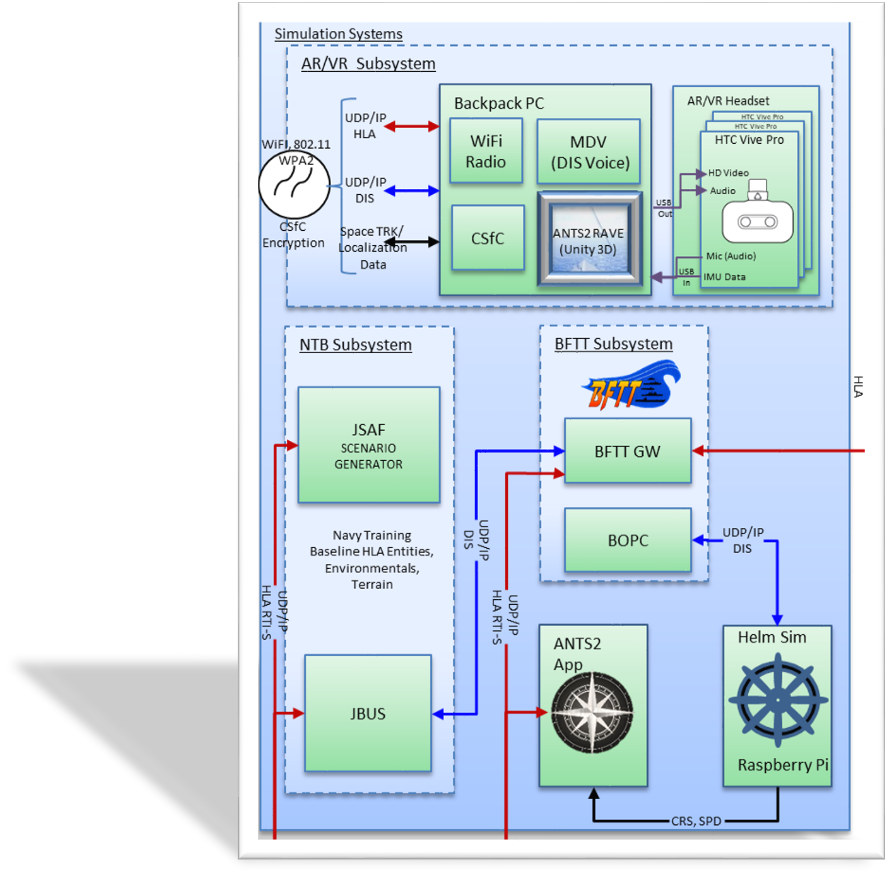 Simulation Systems
AR/VR  Subsystem
WiFI, 802.11
WPA2
CSfC
Encryption
UDP/IP
HLA
UDP/IP
DIS
Space TRK/
Localization
Data
Backpack PC
WiFi
Radio
MDV
(DIS Voice)
CSfC
ANTS2 RAVE
(Unity 3D)
USB
Out
USB
In
AR/VR Headset
HTC Vive Pro
HTC Vive Pro
HTC Vive Pro
HD Video
Audio
Mic (Audio)
IMU Data
NTB Subsystem
JSAF
SCENARIO
GENERATOR
Navy Training
Baseline HLA Entities,
Environmentals,
Terrain
JBUS
UDP/IP
HLA RTI-S
UDP/IP
DIS
UDP/IP
HLA RTI-S
BFTT Subsystem
BFTT
BFTT GW
BOPC
HLA
UDP/IP
DIS
ANTS2
App
Helm Sim
Raspberry Pi
CRS, SPD